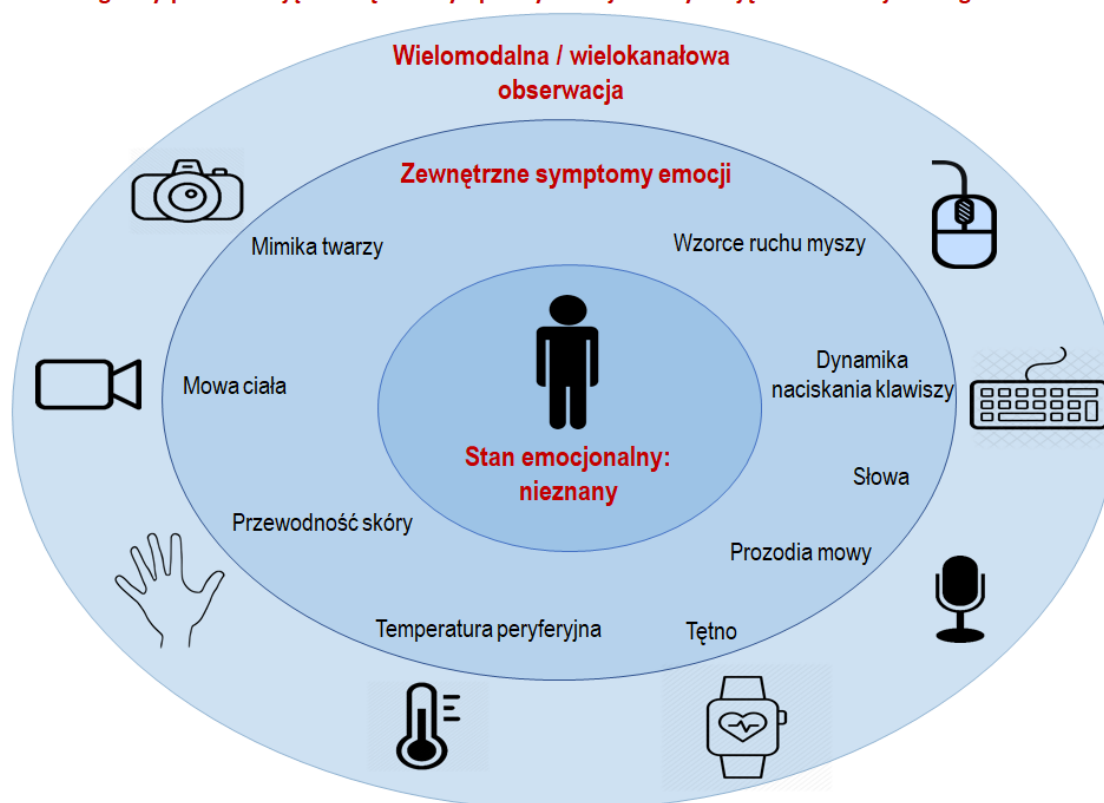 Wielomodalna / wielokanałowa
obserwacja
Zewnętrzne symptomy emocji
Mimika twarzy
Wzorce ruchu myszy
Mowa ciała
Dynamika
naciskania klawiszy
Stan emocjonalny:
nieznany
Słowa
Przewodność skóry
Prozodia mowy
Temperatura peryferyjna
Tętno